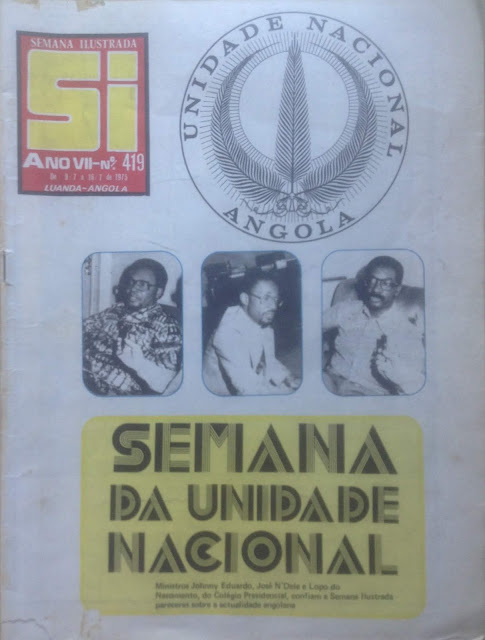 SEMANA ILUSTRADA
Si
ANO VII-Nº 419
De 9/7 a 16/7 de 1975
LUANDA-ANGOLA
UNIDADE NACIONAL
ANGOLA
SEMANA
DA UNIDADE
NACIONAL
Ministros Johnny Eduardo, José N'Dele e Lopo do
Nascimento, do Colégio Presidencial, confiam a Semana Ilustrada
pareceres sobre a actualidade angolana